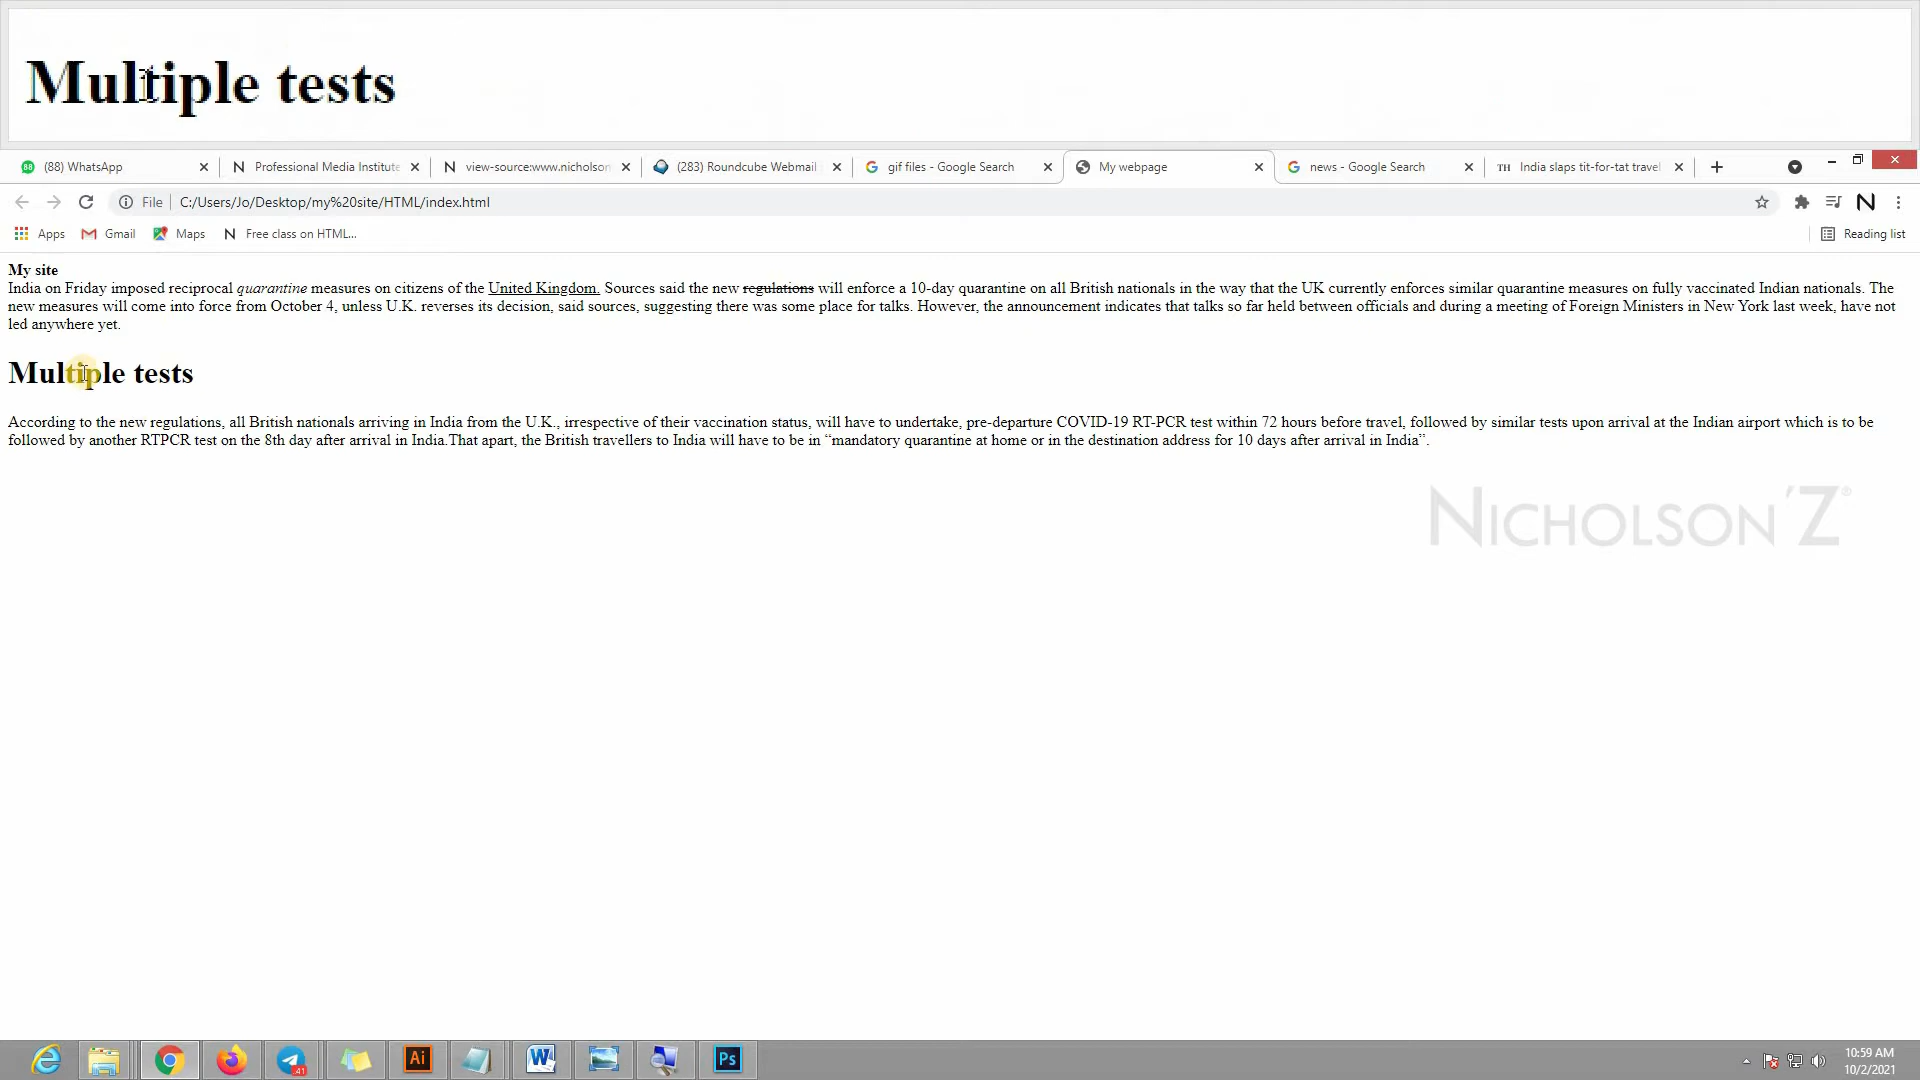 Multiple tests
(88) WhatsApp
Professional Media Institute
view-source:www.nicholson
(283) Roundcube Webmail
gif files - Google Search
My webpage
news - Google Search
TH India slaps tit-for-tat travel
File C:/Users/Jo/Desktop/my%20site/HTML/index.html
Apps Gmail Maps N Free class on HTML... Reading list
My site
India on Friday imposed reciprocal quarantine measures on citizens of the United Kingdom. Sources said the new regulations will enforce a 10-day quarantine on all British nationals in the way that the UK currently enforces similar quarantine measures on fully vaccinated Indian nationals. The
new measures will come into force from October 4, unless U.K. reverses its decision, said sources, suggesting there was some place for talks. However, the announcement indicates that talks so far held between officials and during a meeting of Foreign Ministers in New York last week, have not
led anywhere yet.
Multiple tests
According to the new regulations, all British nationals arriving in India from the U.K., irrespective of their vaccination status, will have to undertake, pre-departure COVID-19 RT-PCR test within 72 hours before travel, followed by similar tests upon arrival at the Indian airport which is to be
followed by another RTPCR test on the 8th day after arrival in India.That apart, the British travellers to India will have to be in “mandatory quarantine at home or in the destination address for 10 days after arrival in India”.
NICHOLSON'Z®
Ai
W
Ps
41
10:59 AM
10/2/2021